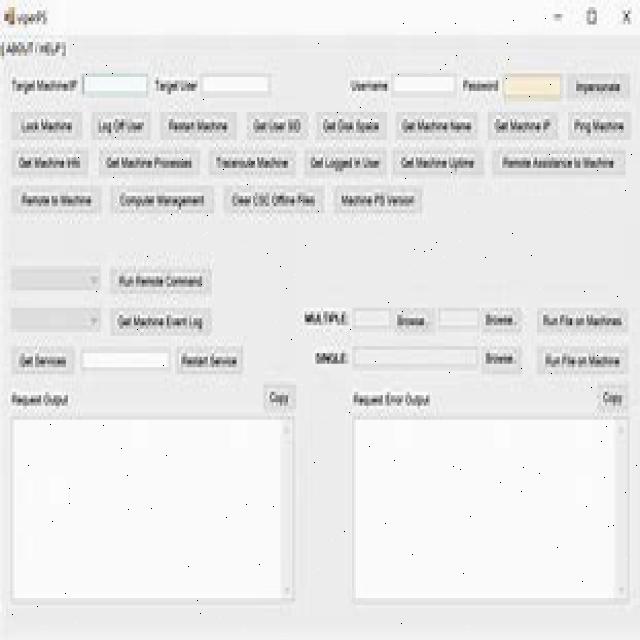 viperPS
[ ABOUT / HELP ]
Target Machine IP Target User Username Password Impersonate
Lock Machine Log Off User Restart Machine Get User SID Get Disk Space Get Machine Name Get Machine IP Ping Machine
Get Machine Info Get Machine Processes Traceroute Machine Get Logged In User Get Machine Uptime Remote Assistance to Machine
Remote to Machine Computer Management Clear CSC Offline Files Machine PS Version
Run Remote Command
Get Machine Event Log MULTIPLE: Browse... Browse... Run File on Machines
Get Services Restart Service SINGLE: Browse... Run File on Machine
Request Output Copy Request Error Output Copy